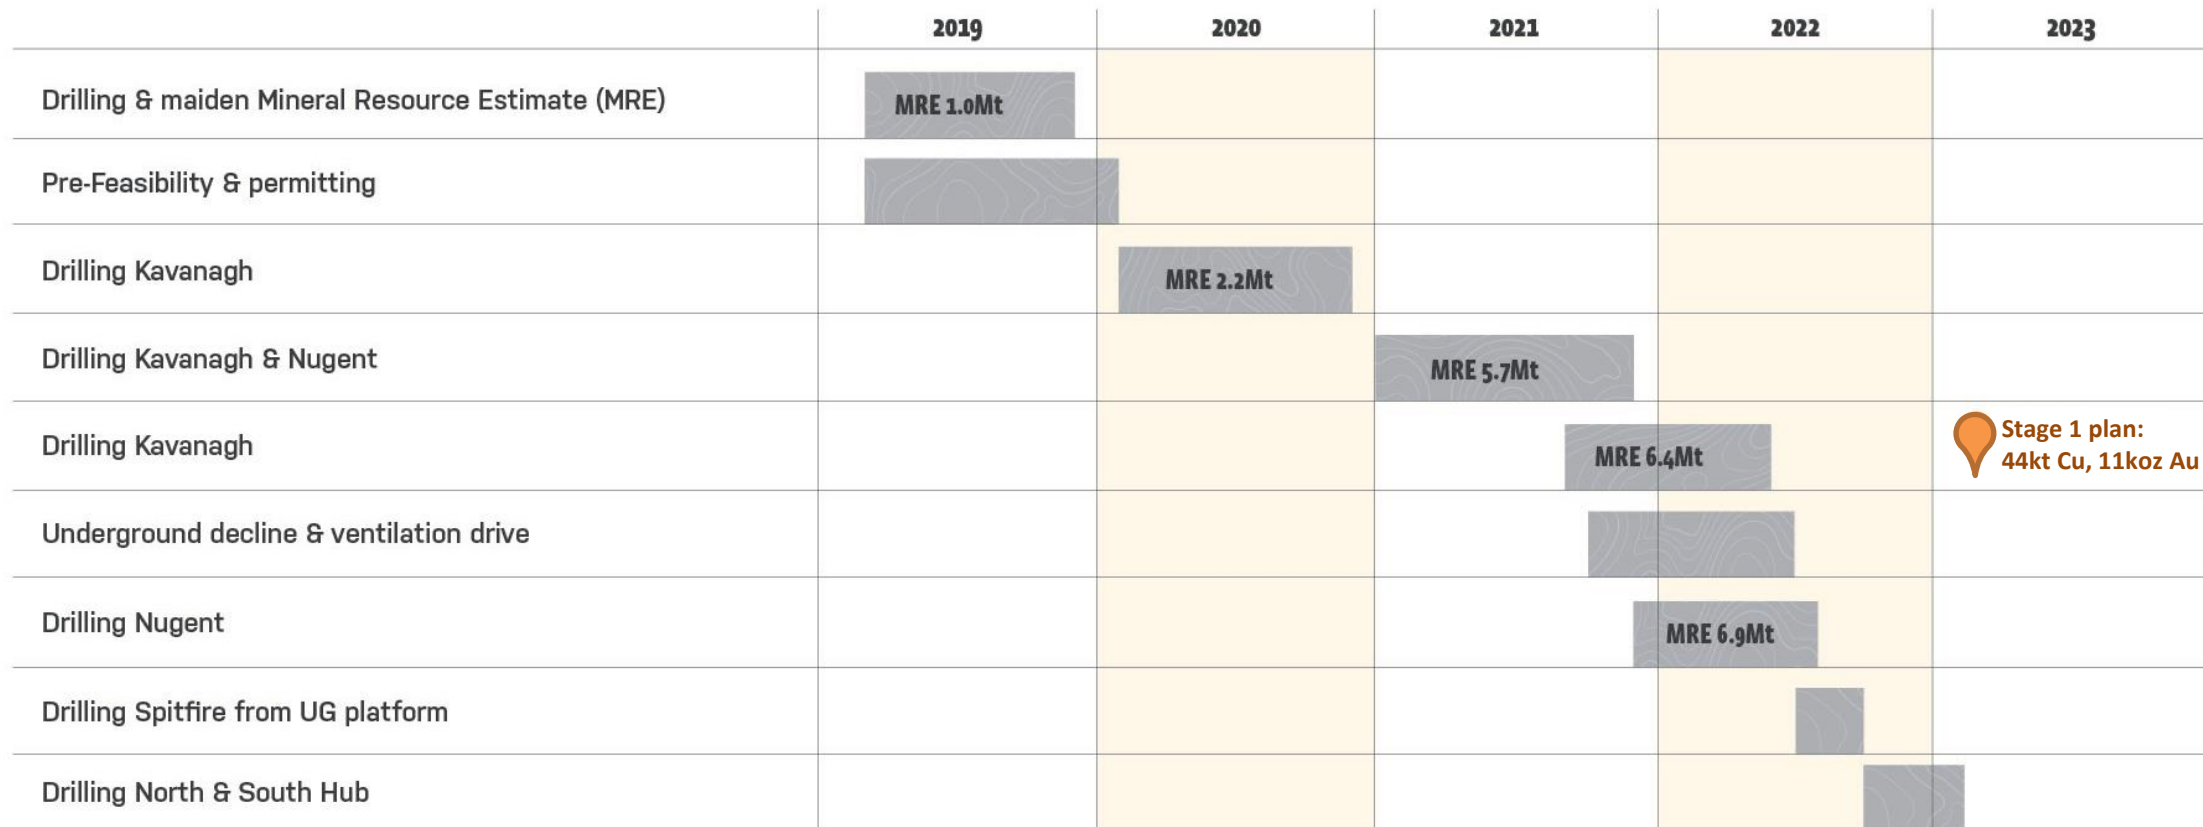 2019 2020 2021 2022 2023
Drilling & maiden Mineral Resource Estimate (MRE)
MRE 1.0Mt
Pre-Feasibility & permitting
Drilling Kavanagh
MRE 2.2Mt
Drilling Kavanagh & Nugent
MRE 5.7Mt
Drilling Kavanagh
MRE 6.4Mt
Stage 1 plan:
44kt Cu, 11koz Au
Underground decline & ventilation drive
Drilling Nugent
MRE 6.9Mt
Drilling Spitfire from UG platform
Drilling North & South Hub